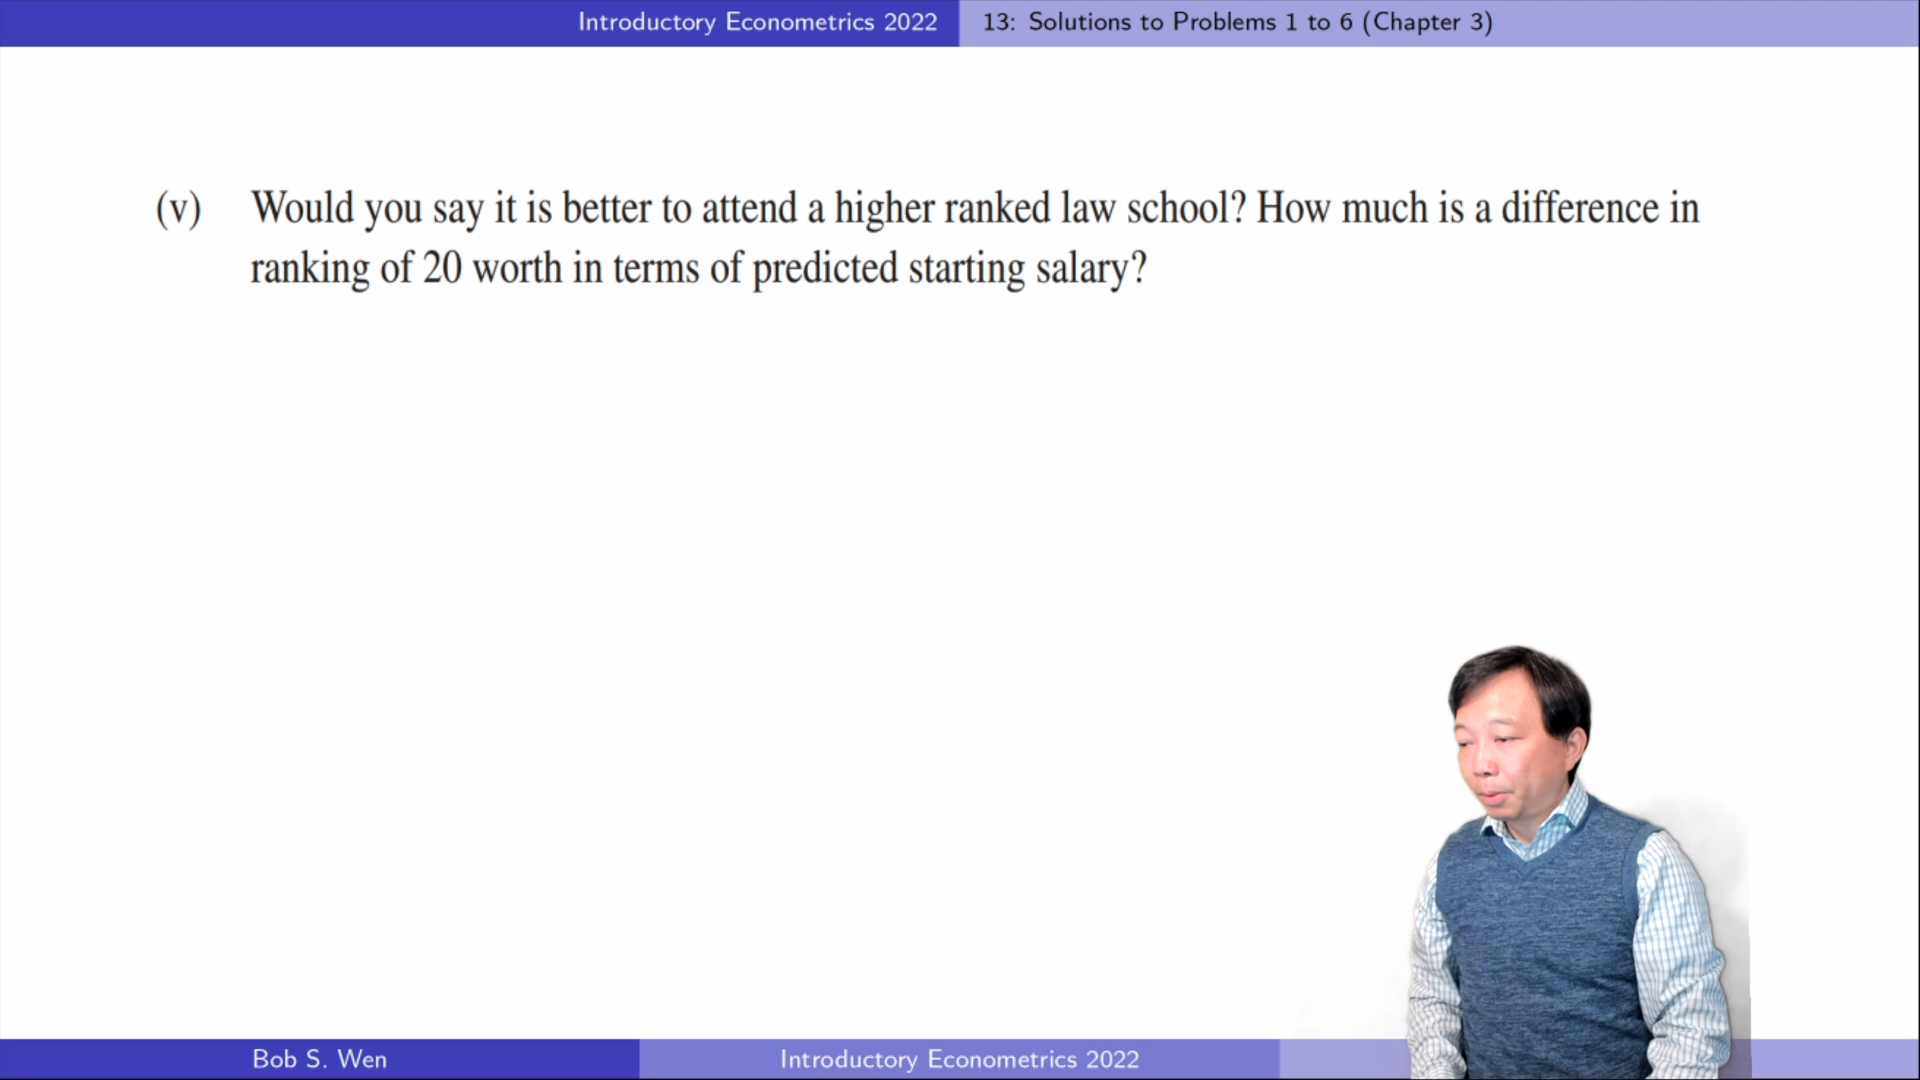 Introductory Econometrics 2022
13: Solutions to Problems 1 to 6 (Chapter 3)
(v) Would you say it is better to attend a higher ranked law school? How much is a difference in
ranking of 20 worth in terms of predicted starting salary?
Bob S. Wen
Introductory Econometrics 2022